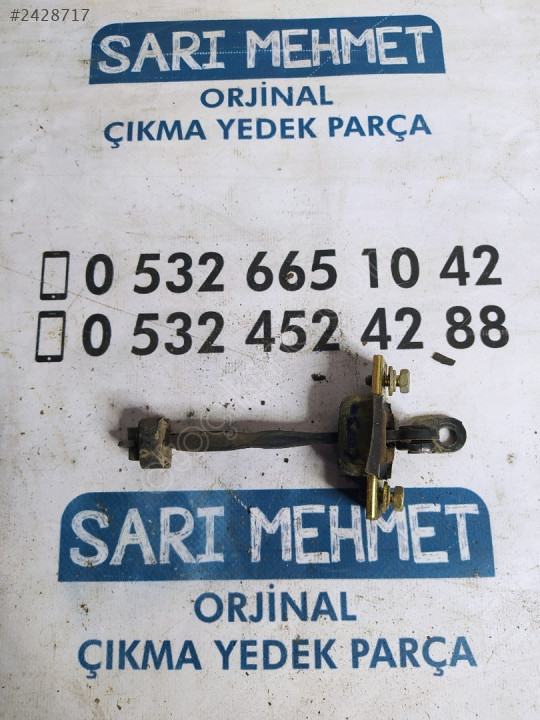 #2428717
SARI MEHMET
ORJİNAL
ÇIKMA YEDEK PARÇA
0 532 665 10 42
0 532 452 42 88
SARI MEHMET
ORJİNAL
ÇIKMA YEDEK PARÇA